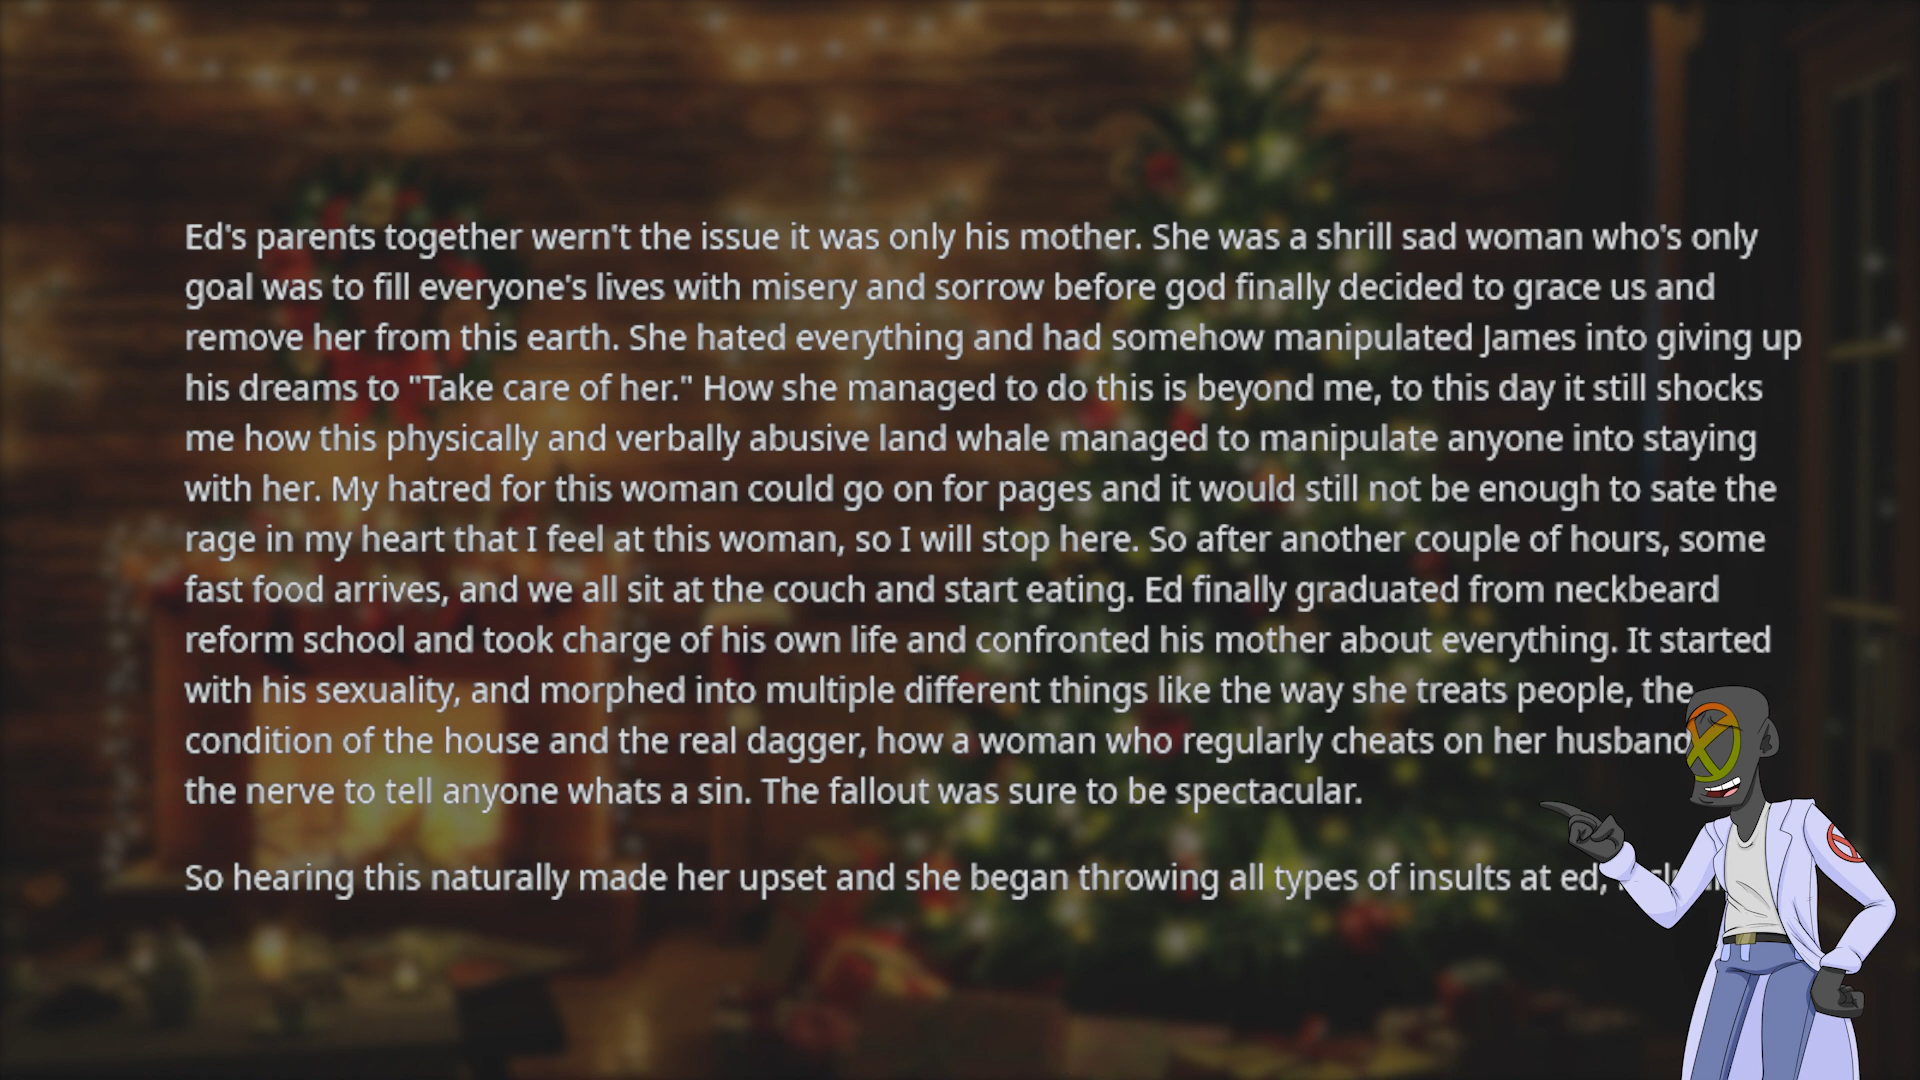 Ed's parents together wern't the issue it was only his mother. She was a shrill sad woman who's only
goal was to fill everyone's lives with misery and sorrow before god finally decided to grace us and
remove her from this earth. She hated everything and had somehow manipulated James into giving up
his dreams to "Take care of her." How she managed to do this is beyond me, to this day it still shocks
me how this physically and verbally abusive land whale managed to manipulate anyone into staying
with her. My hatred for this woman could go on for pages and it would still not be enough to sate the
rage in my heart that I feel at this woman, so I will stop here. So after another couple of hours, some
fast food arrives, and we all sit at the couch and start eating. Ed finally graduated from neckbeard
reform school and took charge of his own life and confronted his mother about everything. It started
with his sexuality, and morphed into multiple different things like the way she treats people, the
condition of the house and the real dagger, how a woman who regularly cheats on her husband
the nerve to tell anyone whats a sin. The fallout was sure to be spectacular.
So hearing this naturally made her upset and she began throwing all types of insults at ed,